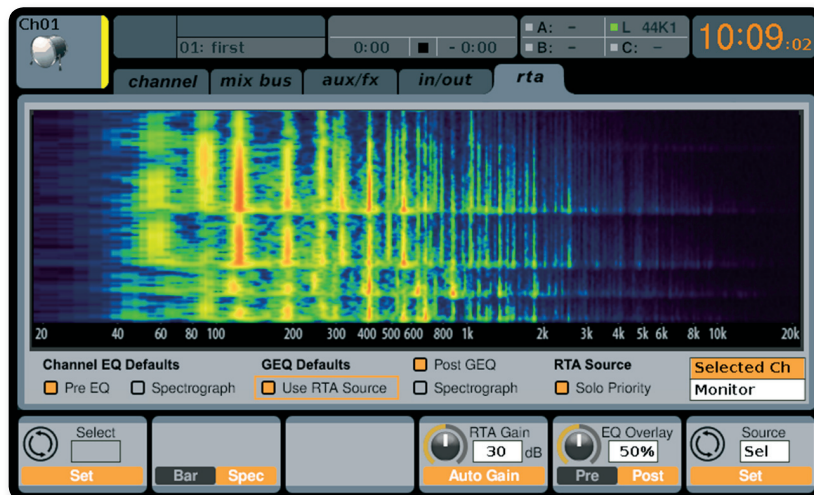 Ch01
A: - L 44K1
01: first 0:00 - 0:00 B: - C: -
10:09:02
channel mix bus aux/fx in/out rta
20 40 60 80 100 200 300 400 500 600 800 1k 2k 3k 4k 5k 6k 8k 10k 20k
Channel EQ Defaults GEQ Defaults Post GEQ RTA Source Selected Ch
Pre EQ Spectrograph Use RTA Source Spectrograph Solo Priority Monitor
Select RTA Gain EQ Overlay Source
30 dB 50% Sel
Set Bar Spec Auto Gain Pre Post Set